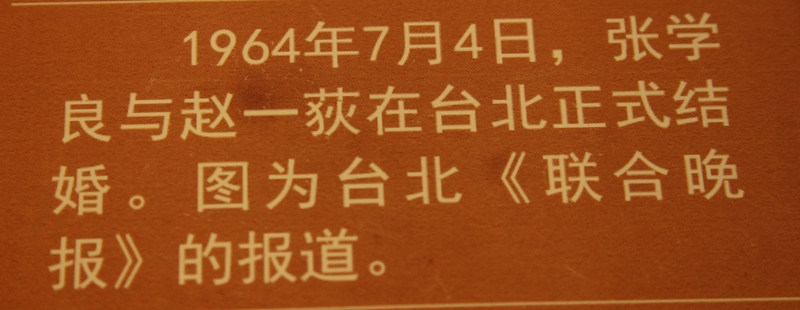 1964年7月4日，张学
良与赵一荻在台北正式结
婚。图为台北《联合晚
报》的报道。